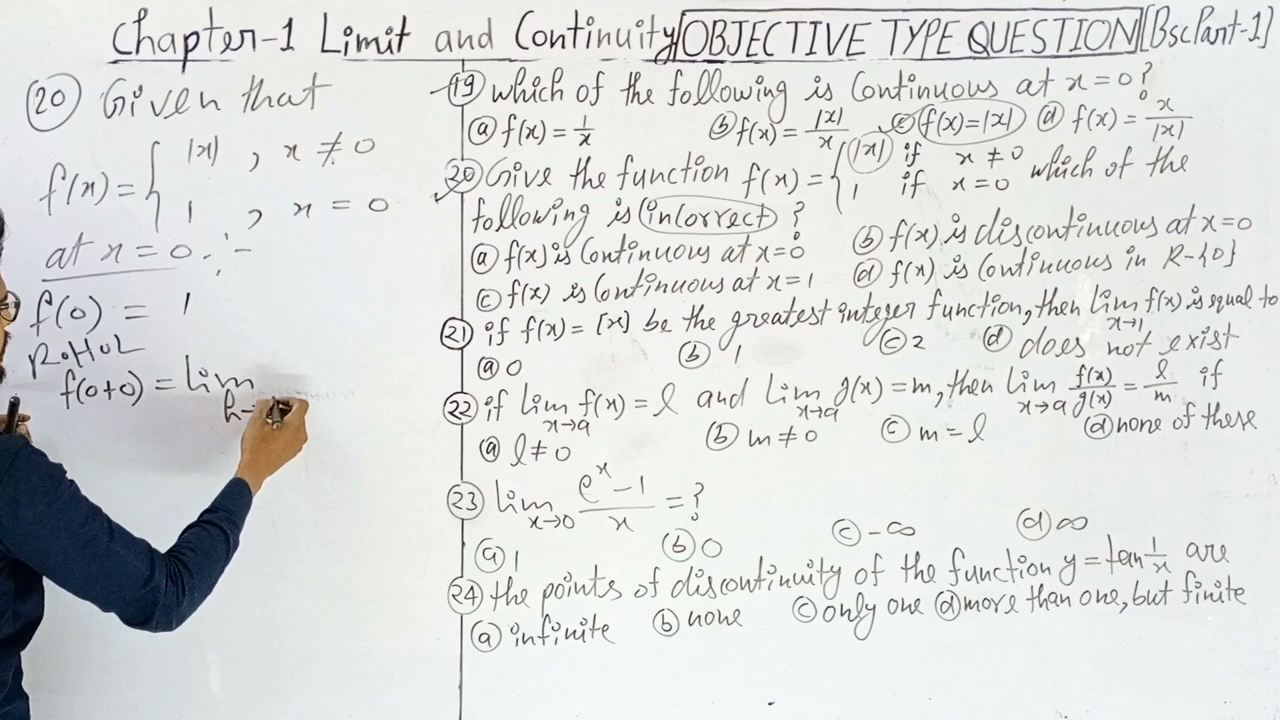 Chapter-1 Limit and Continuity OBJECTIVE TYPE QUESTION [Bsc Part-1]
(20) Given that
f(x) = { |x| , x ≠ 0
1 , x = 0
at x = 0 :-
f(0) = 1
R.H.L
f(0+0) = lim
h→
(19) which of the following is Continuous at x=0?
(a) f(x) = 1/x (b) f(x) = |x|/x (c) f(x) = |x| (d) f(x) = x/|x|
(20) Give the function f(x) = { |x| if x ≠ 0 which of the
1 if x = 0
following is incorrect?
(a) f(x) is Continuous at x=0 (b) f(x) is discontinuous at x=0
(c) f(x) is Continuous at x=1 (d) f(x) is Continuous in R-{0}
(21) if f(x) = [x] be the greatest integer function, then lim x→1 f(x) is equal to
(a) 0 (b) 1 (c) 2 (d) does not exist
(22) if lim x→a f(x) = l and Lim x→a g(x) = m, then lim x→a f(x)/g(x) = l/m if
(a) l ≠ 0 (b) m ≠ 0 (c) m = l (d) none of these
(23) lim x→0 (e^x - 1)/x = ?
(a) 1 (b) 0 (c) -∞ (d) ∞
(24) the points of discontinuity of the function y = tan 1/x are
(a) infinite (b) none (c) only one (d) more than one, but finite